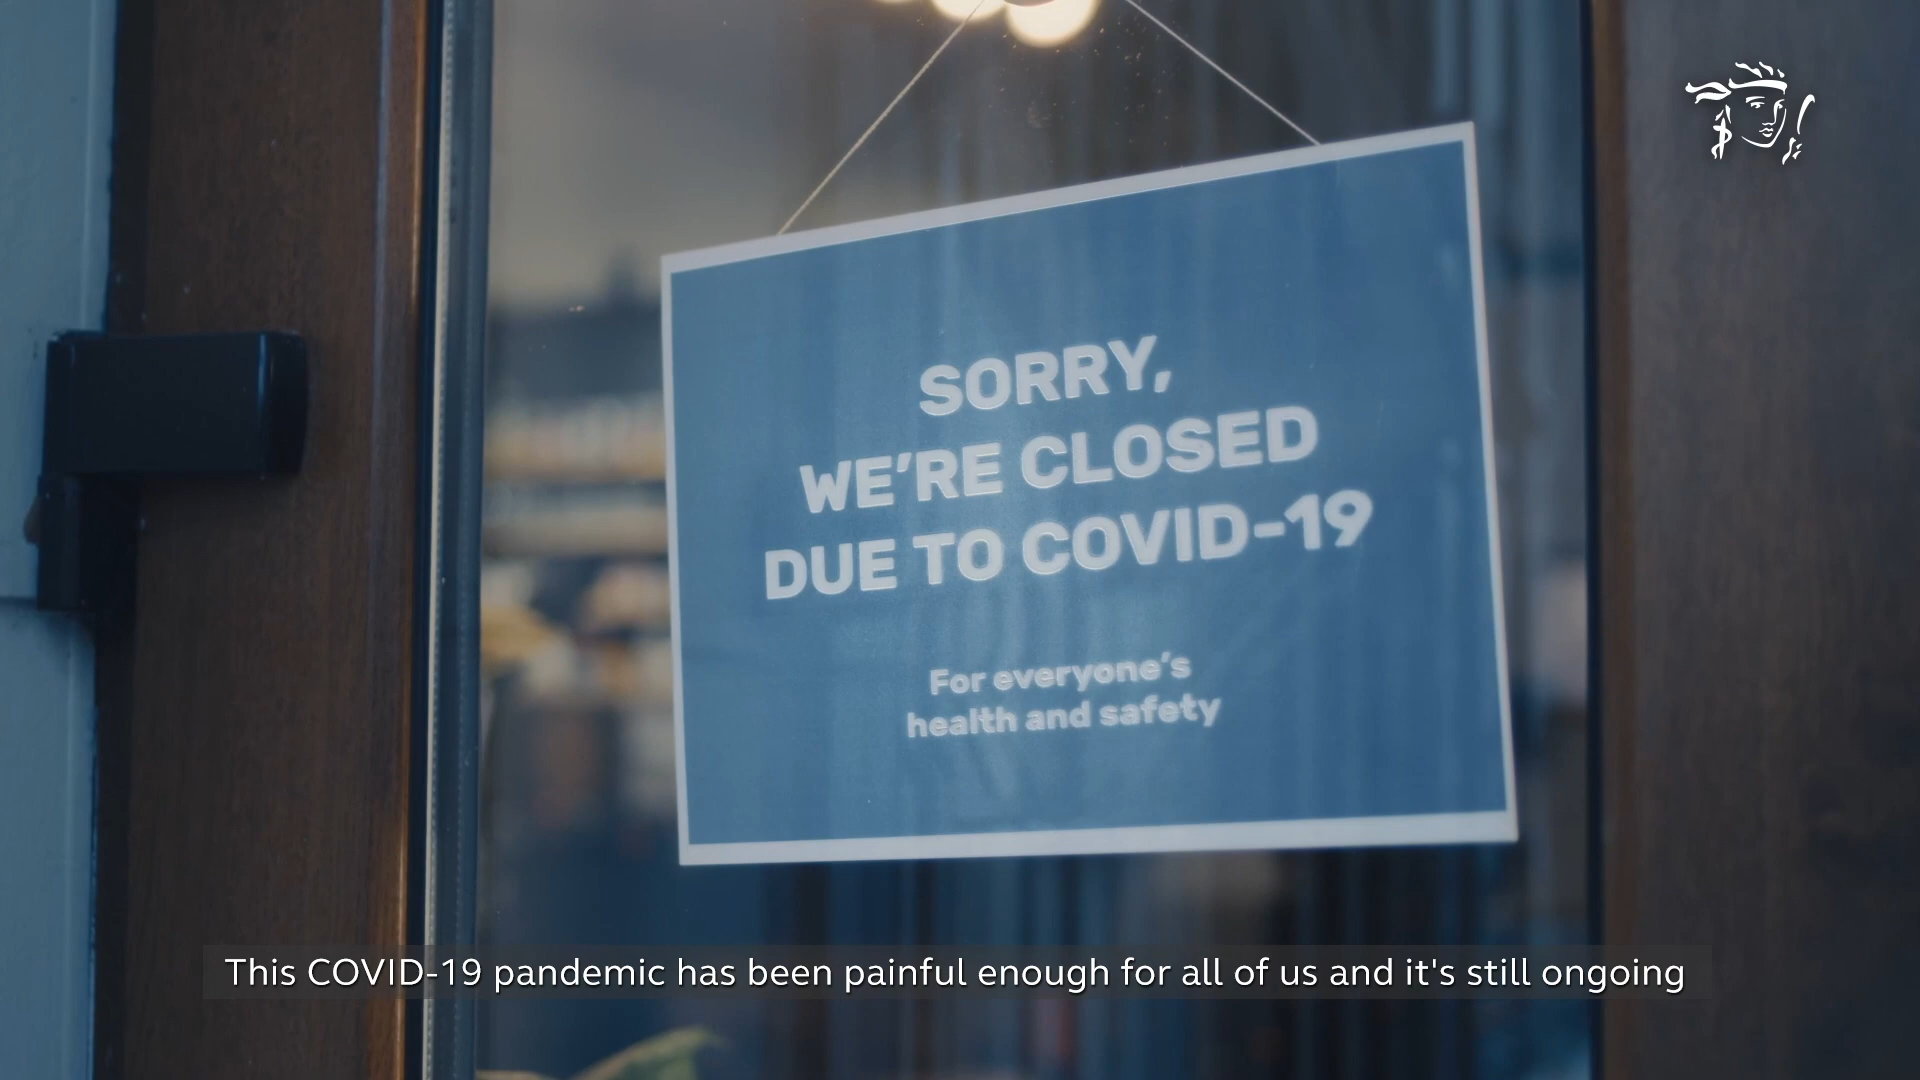 SORRY,
WE'RE CLOSED
DUE TO COVID-19
For everyone's
health and safety
This COVID-19 pandemic has been painful enough for all of us and it's still ongoing